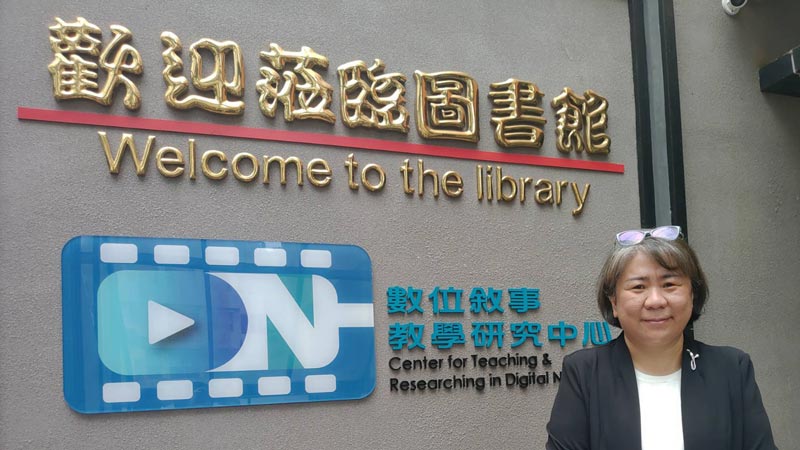 歡迎蒞臨圖書館
Welcome to the library
DN
數位敘事
教學研究中心
Center for Teaching &
Researching in Digital N